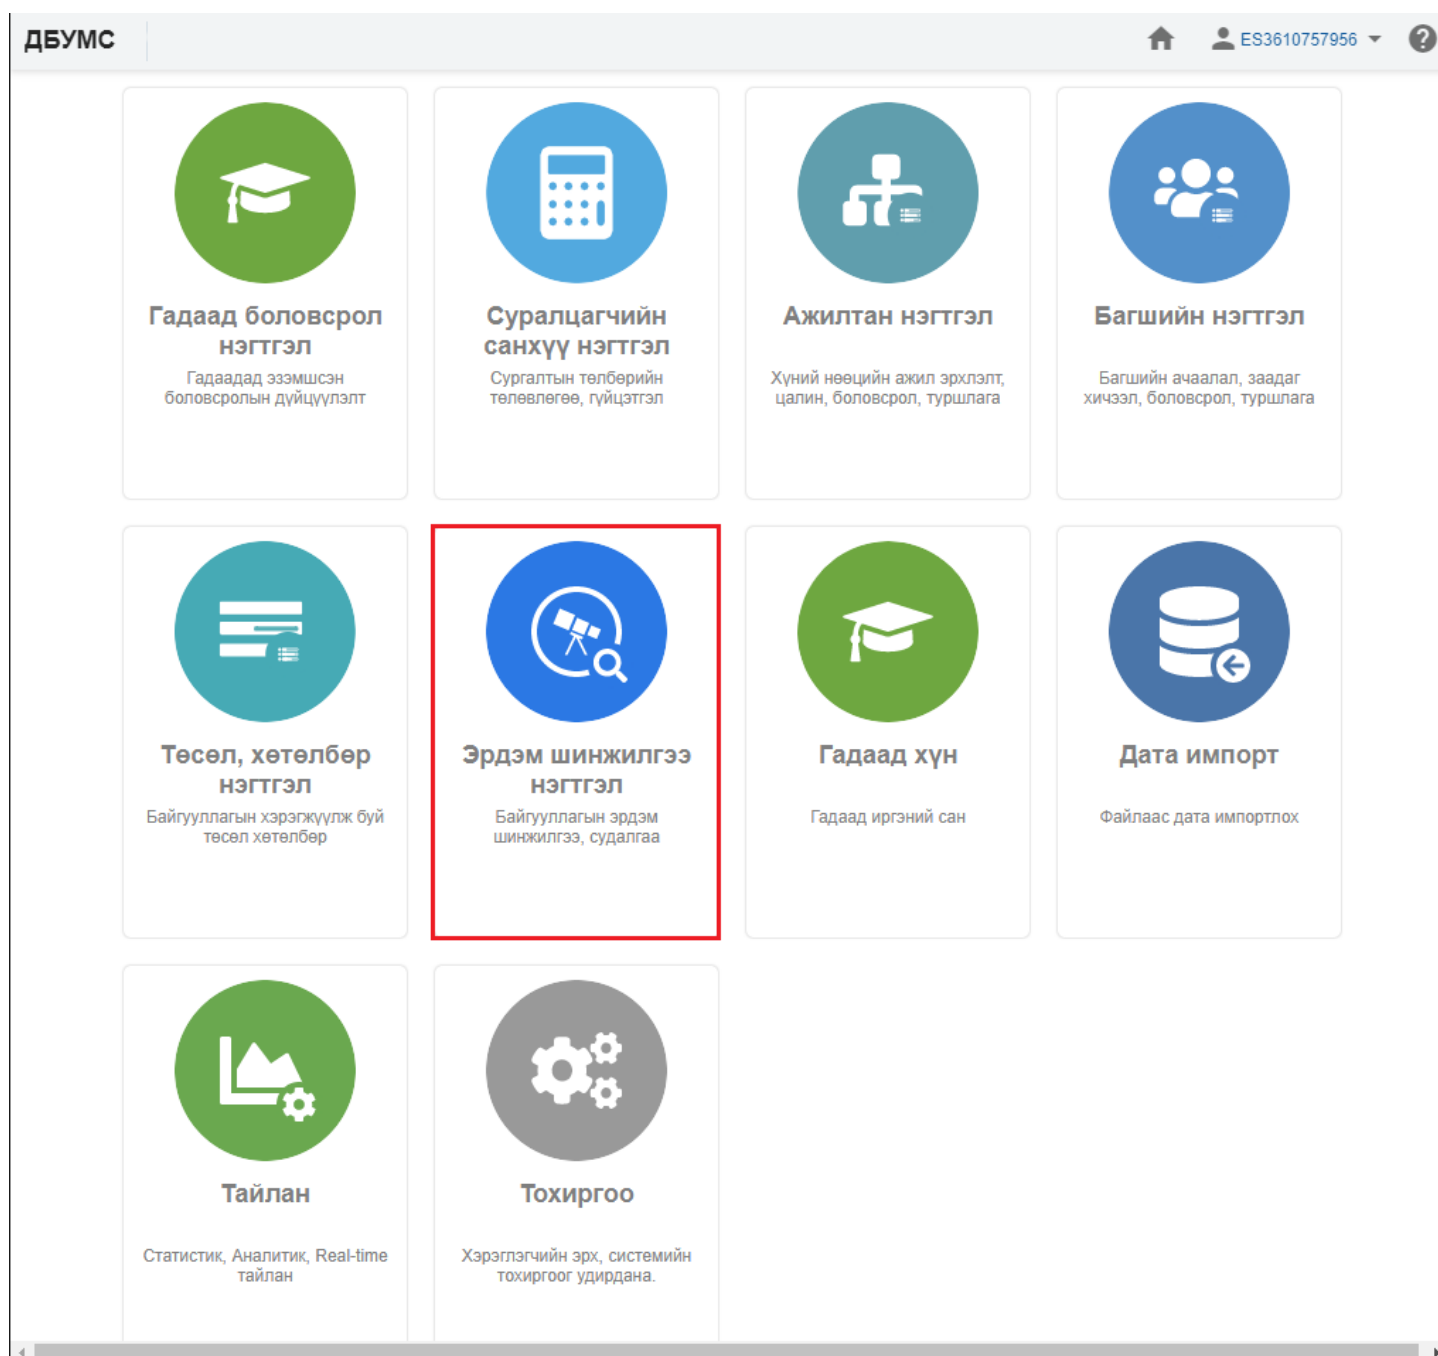 ДБУМС
ES3610757956
Гадаад боловсрол
нэгтгэл
Гадаадад эзэмшсэн
боловсролын дүйцүүлэлт
Суралцагчийн
санхүү нэгтгэл
Сургалтын төлбөрийн
төлөвлөгөө, гүйцэтгэл
Ажилтан нэгтгэл
Хүний нөөцийн ажил эрхлэлт,
цалин, боловсрол, туршлага
Багшийн нэгтгэл
Багшийн ачаалал, заадаг
хичээл, боловсрол, туршлага
Төсөл, хөтөлбөр
нэгтгэл
Байгууллагын хэрэгжүүлж буй
төсөл хөтөлбөр
Эрдэм шинжилгээ
нэгтгэл
Байгууллагын эрдэм
шинжилгээ, судалгаа
Гадаад хүн
Гадаад иргэний сан
Дата импорт
Файлаас дата импортлох
Тайлан
Статистик, Аналитик, Real-time
тайлан
Тохиргоо
Хэрэглэгчийн эрх, системийн
тохиргоог удирдана.